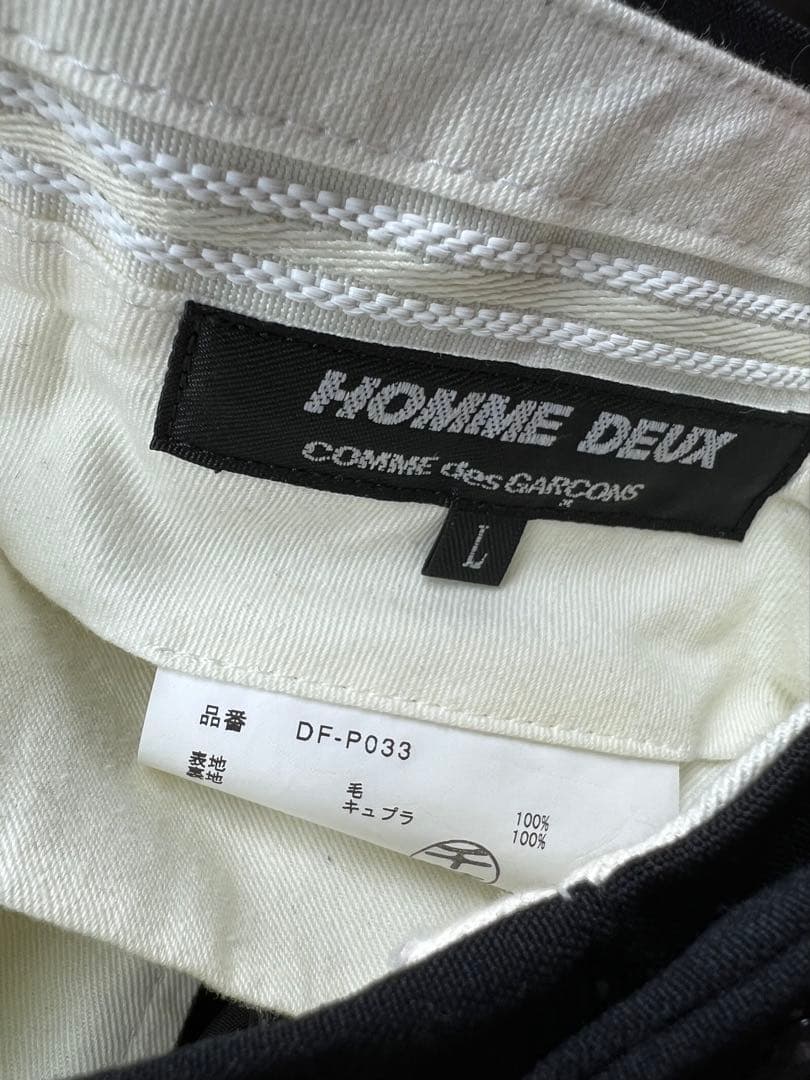 HOMME DEUX
COMME des GARÇONS
L
品番 DF-P033
表地 毛 100%
裏地 キュプラ 100%